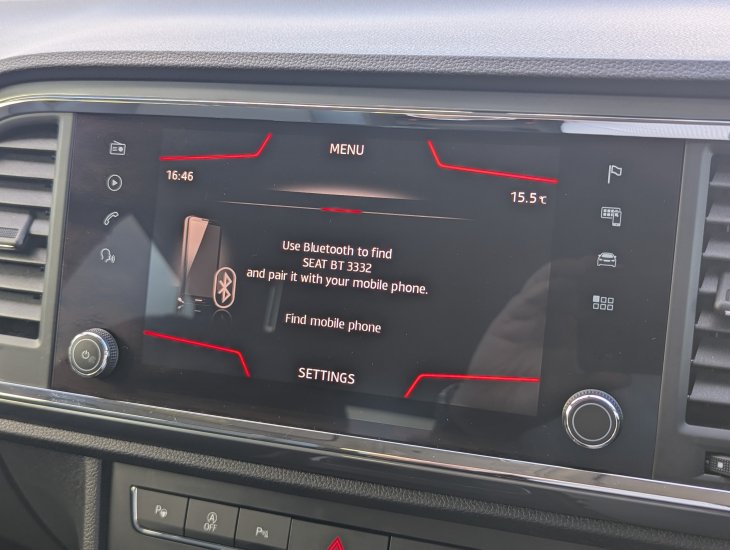 MENU
16:46
15.5°C
Use Bluetooth to find
SEAT BT 3332
and pair it with your mobile phone.
Find mobile phone
SETTINGS
P
A
OFF
P